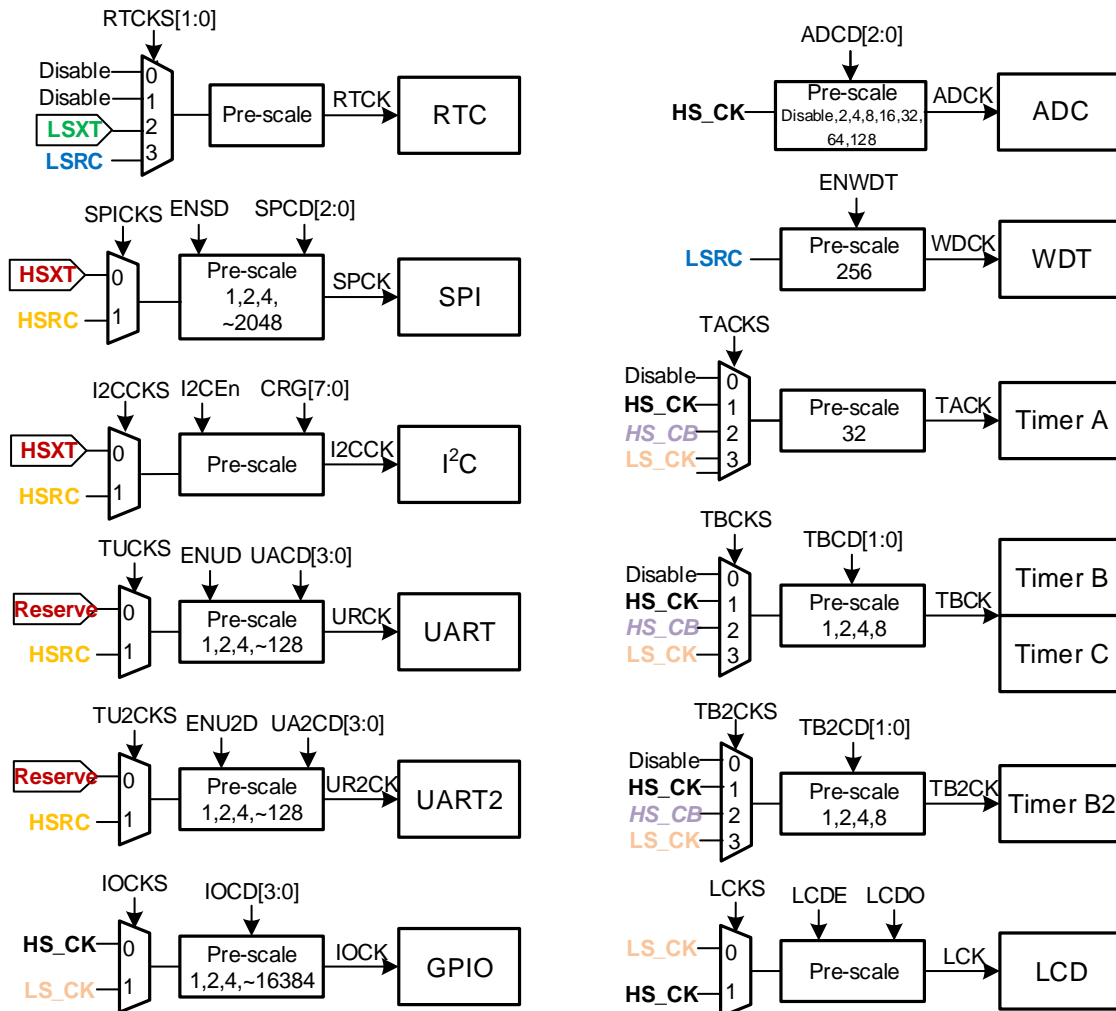 RTCKS[1:0]
Disable
Disable
LSXT
LSRC
0
1
2
3
Pre-scale
RTCK
RTC
SPICKS
ENSD
SPCD[2:0]
HSXT
HSRC
0
1
Pre-scale
1,2,4,
~2048
SPCK
SPI
I2CCKS
I2CEn
CRG[7:0]
HSXT
HSRC
0
1
Pre-scale
I2CCK
I²C
TUCKS
ENUD
UACD[3:0]
Reserve
HSRC
0
1
Pre-scale
1,2,4,~128
URCK
UART
TU2CKS
ENU2D
UA2CD[3:0]
Reserve
HSRC
0
1
Pre-scale
1,2,4,~128
UR2CK
UART2
IOCKS
IOCD[3:0]
HS_CK
LS_CK
0
1
Pre-scale
1,2,4,~16384
IOCK
GPIO
ADCD[2:0]
HS_CK
Pre-scale
Disable,2,4,8,16,32,
64,128
ADCK
ADC
ENWDT
LSRC
Pre-scale
256
WDCK
WDT
TACKS
Disable
HS_CK
HS_CB
LS_CK
0
1
2
3
Pre-scale
32
TACK
Timer A
TBCKS
TBCD[1:0]
Disable
HS_CK
HS_CB
LS_CK
0
1
2
3
Pre-scale
1,2,4,8
TBCK
Timer B
Timer C
TB2CKS
TB2CD[1:0]
Disable
HS_CK
HS_CB
LS_CK
0
1
2
3
Pre-scale
1,2,4,8
TB2CK
Timer B2
LCKS
LCDE
LCDO
LS_CK
HS_CK
0
1
Pre-scale
LCK
LCD